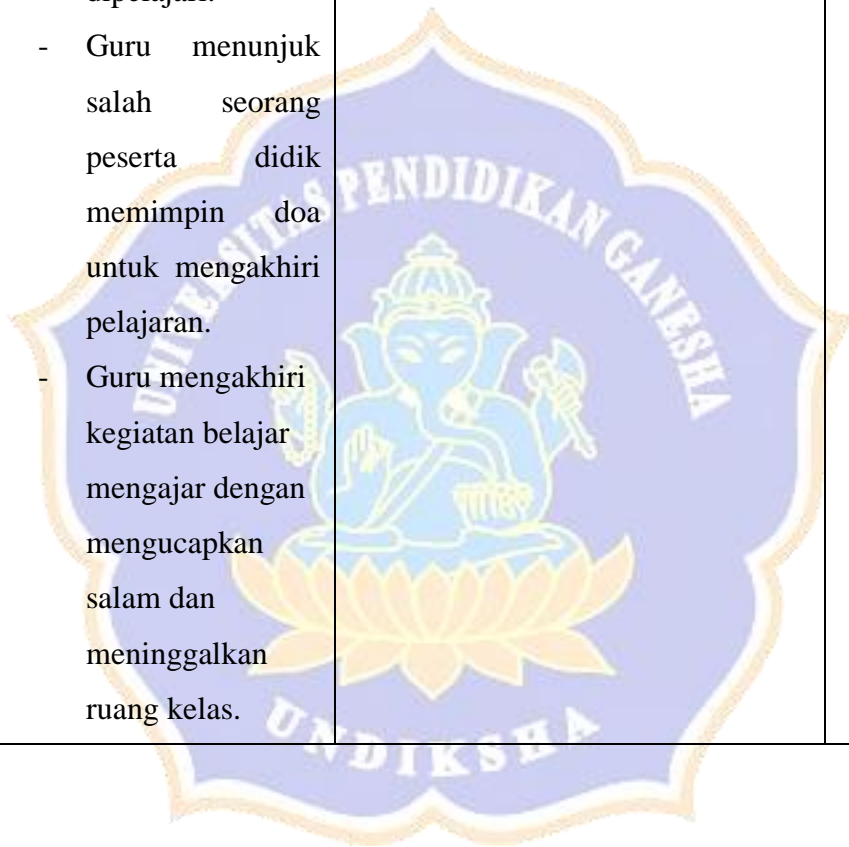 - Guru menunjuk
salah seorang
peserta didik
memimpin doa
untuk mengakhiri
pelajaran.
- Guru mengakhiri
kegiatan belajar
mengajar dengan
mengucapkan
salam dan
meninggalkan
ruang kelas.
UNIVERSITAS PENDIDIKAN GANESHA
UNDIKSHA